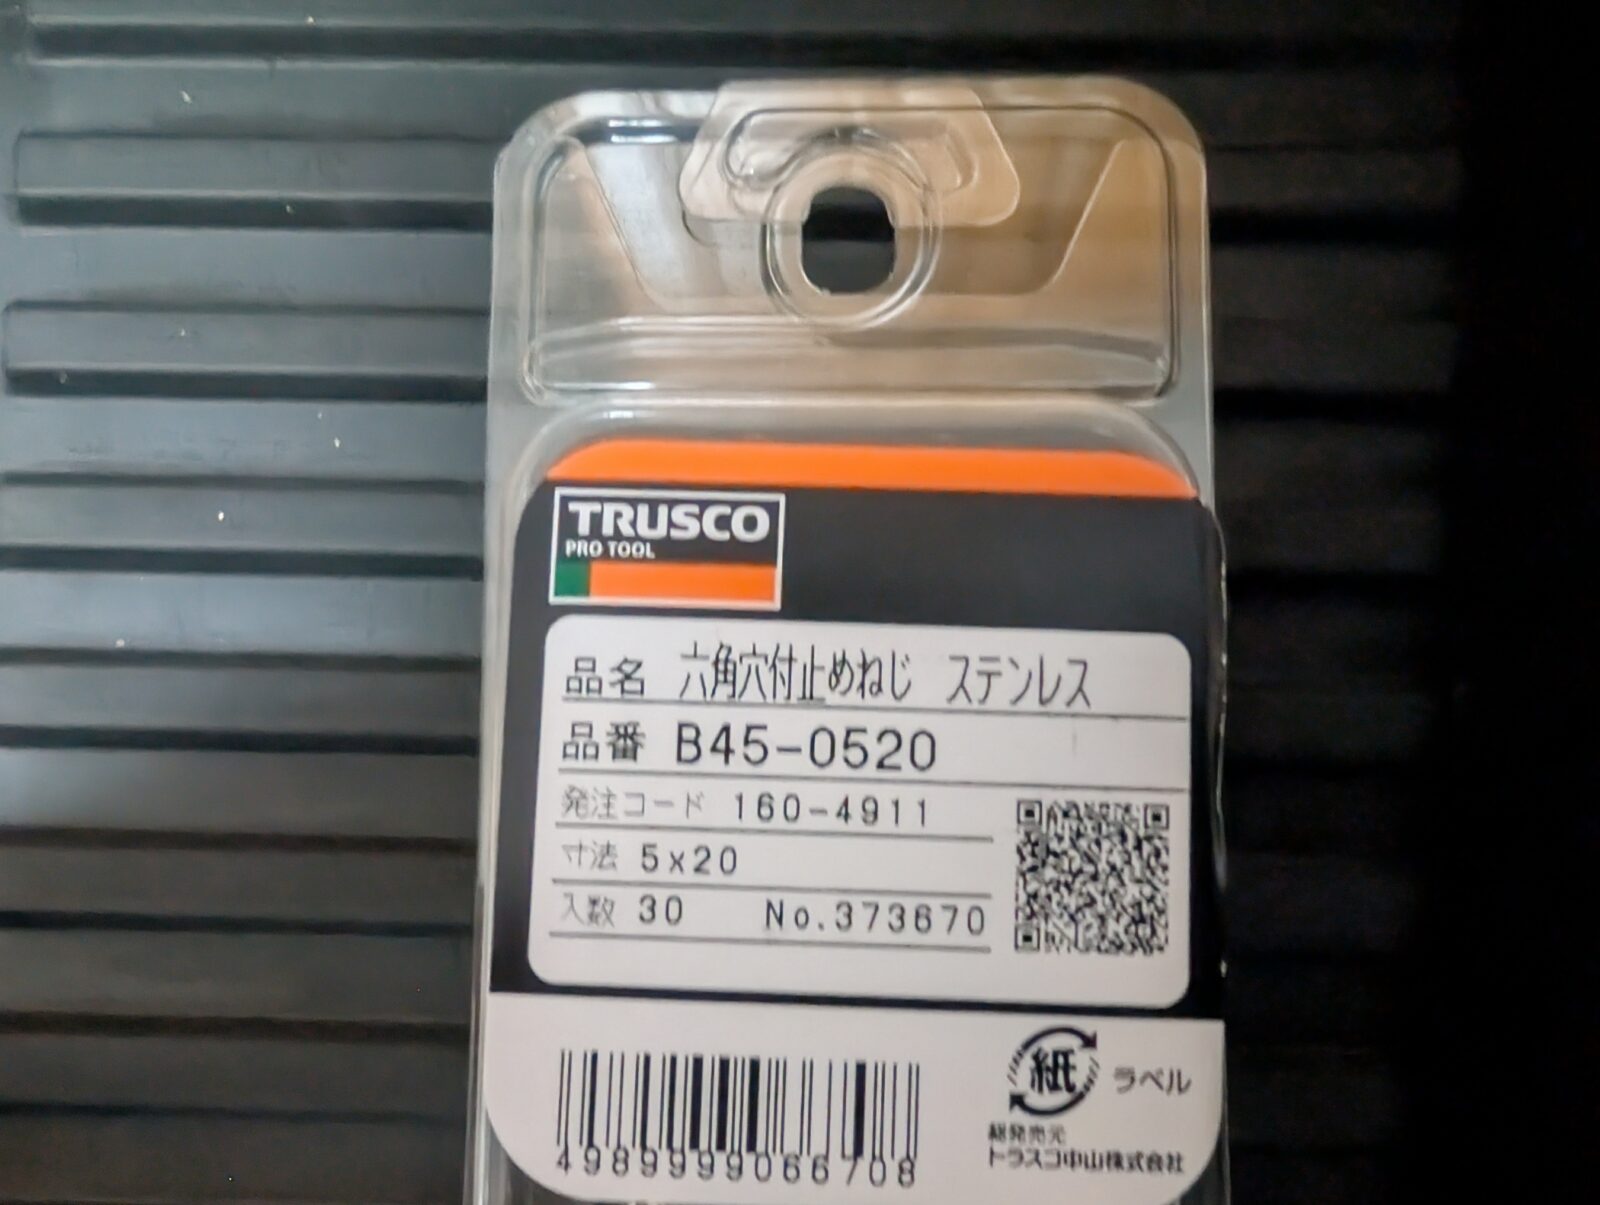 TRUSCO
PRO TOOL
品名 六角穴付止めねじ ステンレス
品番 B45-0520
発注コード 160-4911
寸法 5x20
入数 30 No.373670
4989999066708
紙 ラベル
総発売元
トラスコ中山株式会社